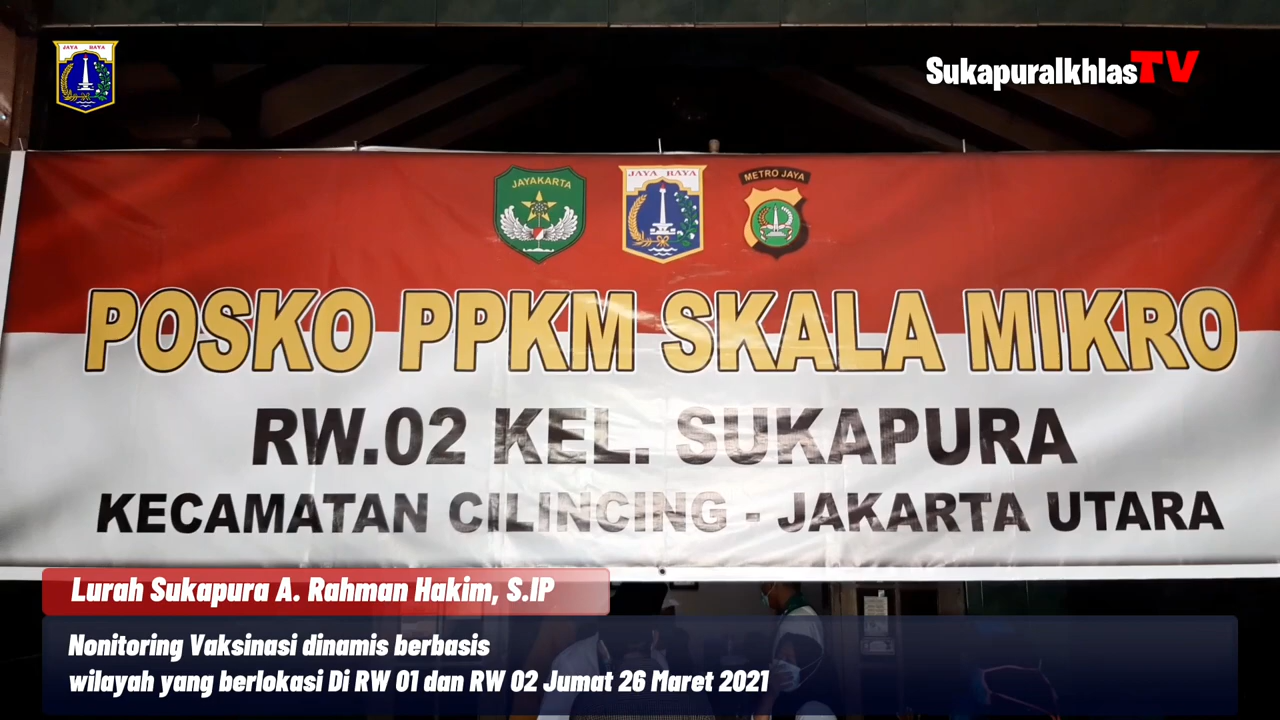 JAYA RAYA
SukapuraIkhlasTV
JAYAKARTA
JAYA RAYA
METRO JAYA
POSKO PPKM SKALA MIKRO
RW.02 KEL. SUKAPURA
KECAMATAN CILINCING - JAKARTA UTARA
Lurah Sukapura A. Rahman Hakim, S.IP
Nonitoring Vaksinasi dinamis berbasis
wilayah yang berlokasi Di RW 01 dan RW 02 Jumat 26 Maret 2021